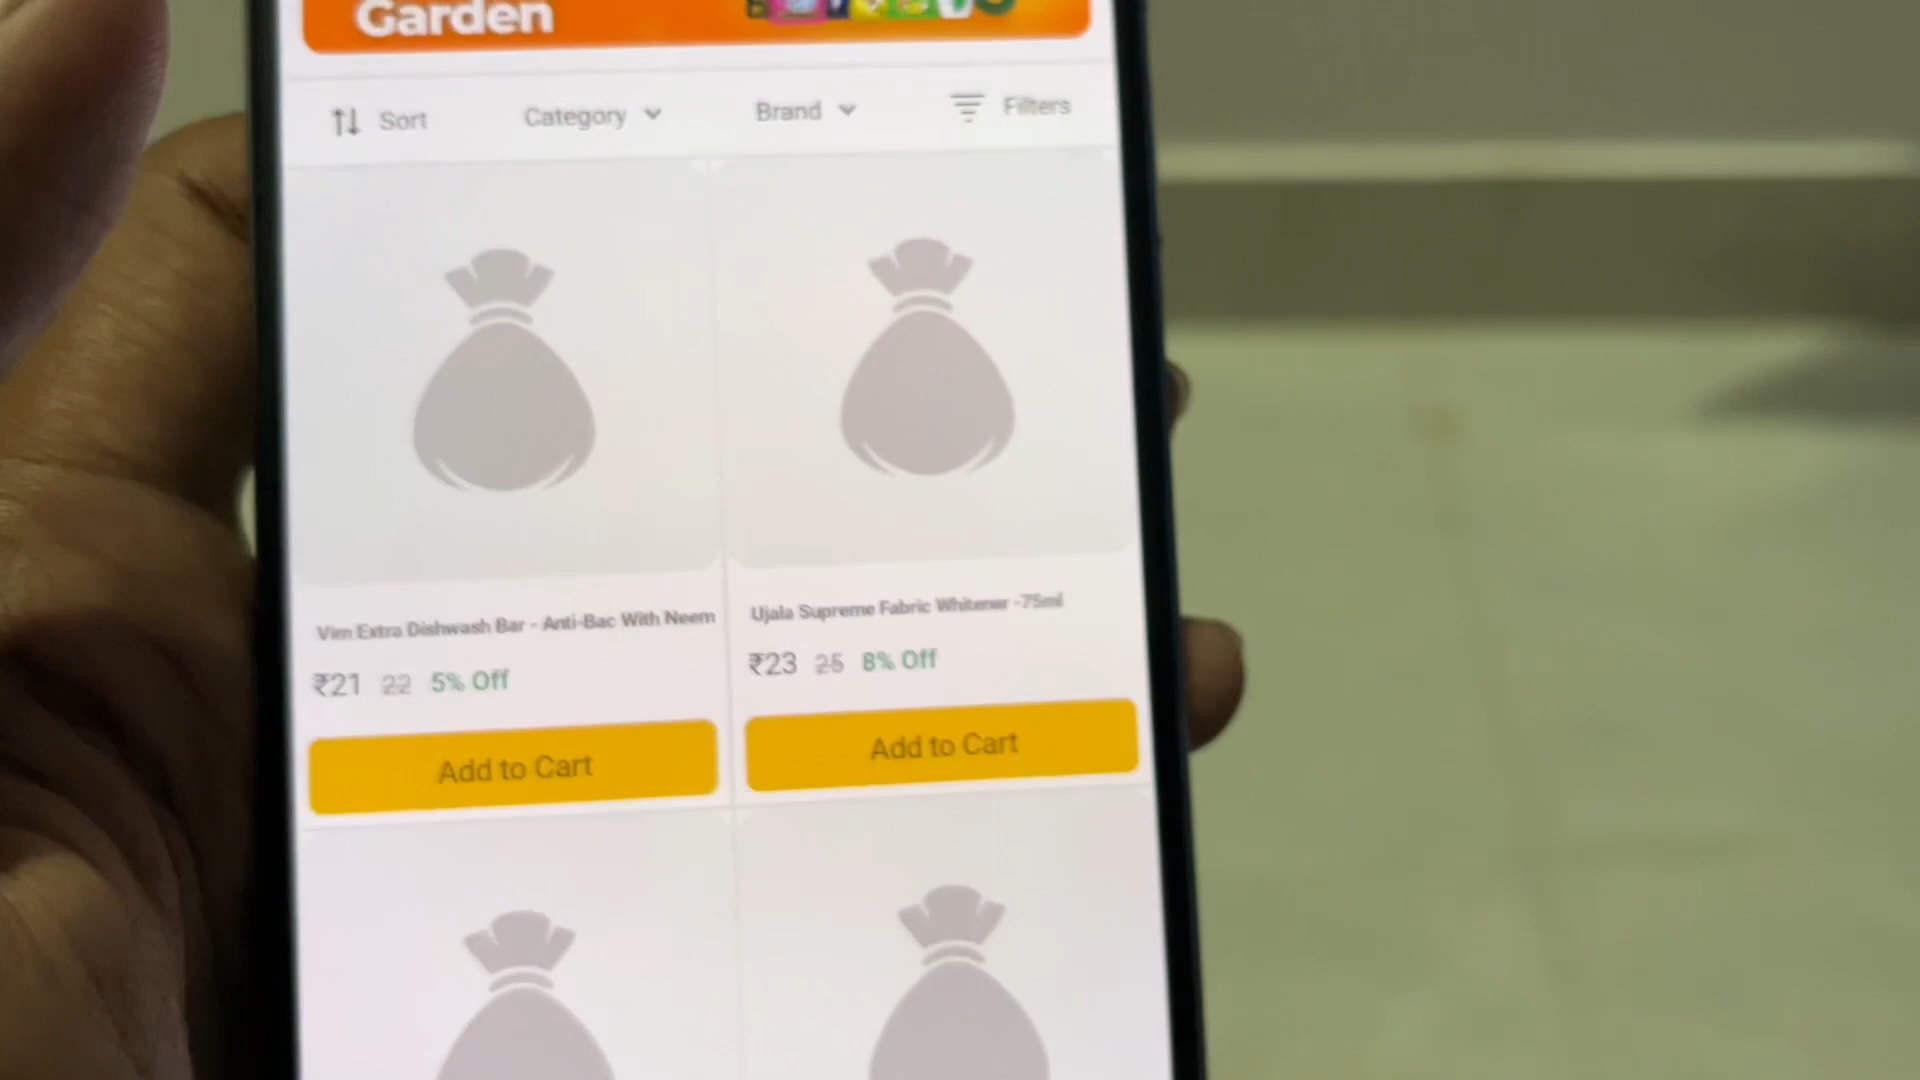 Garden
Sort Category Brand Filters
Vim Extra Dishwash Bar - Anti-Bac With Neem
₹21 22 5% Off
Add to Cart
Ujala Supreme Fabric Whitener -75ml
₹23 25 8% Off
Add to Cart